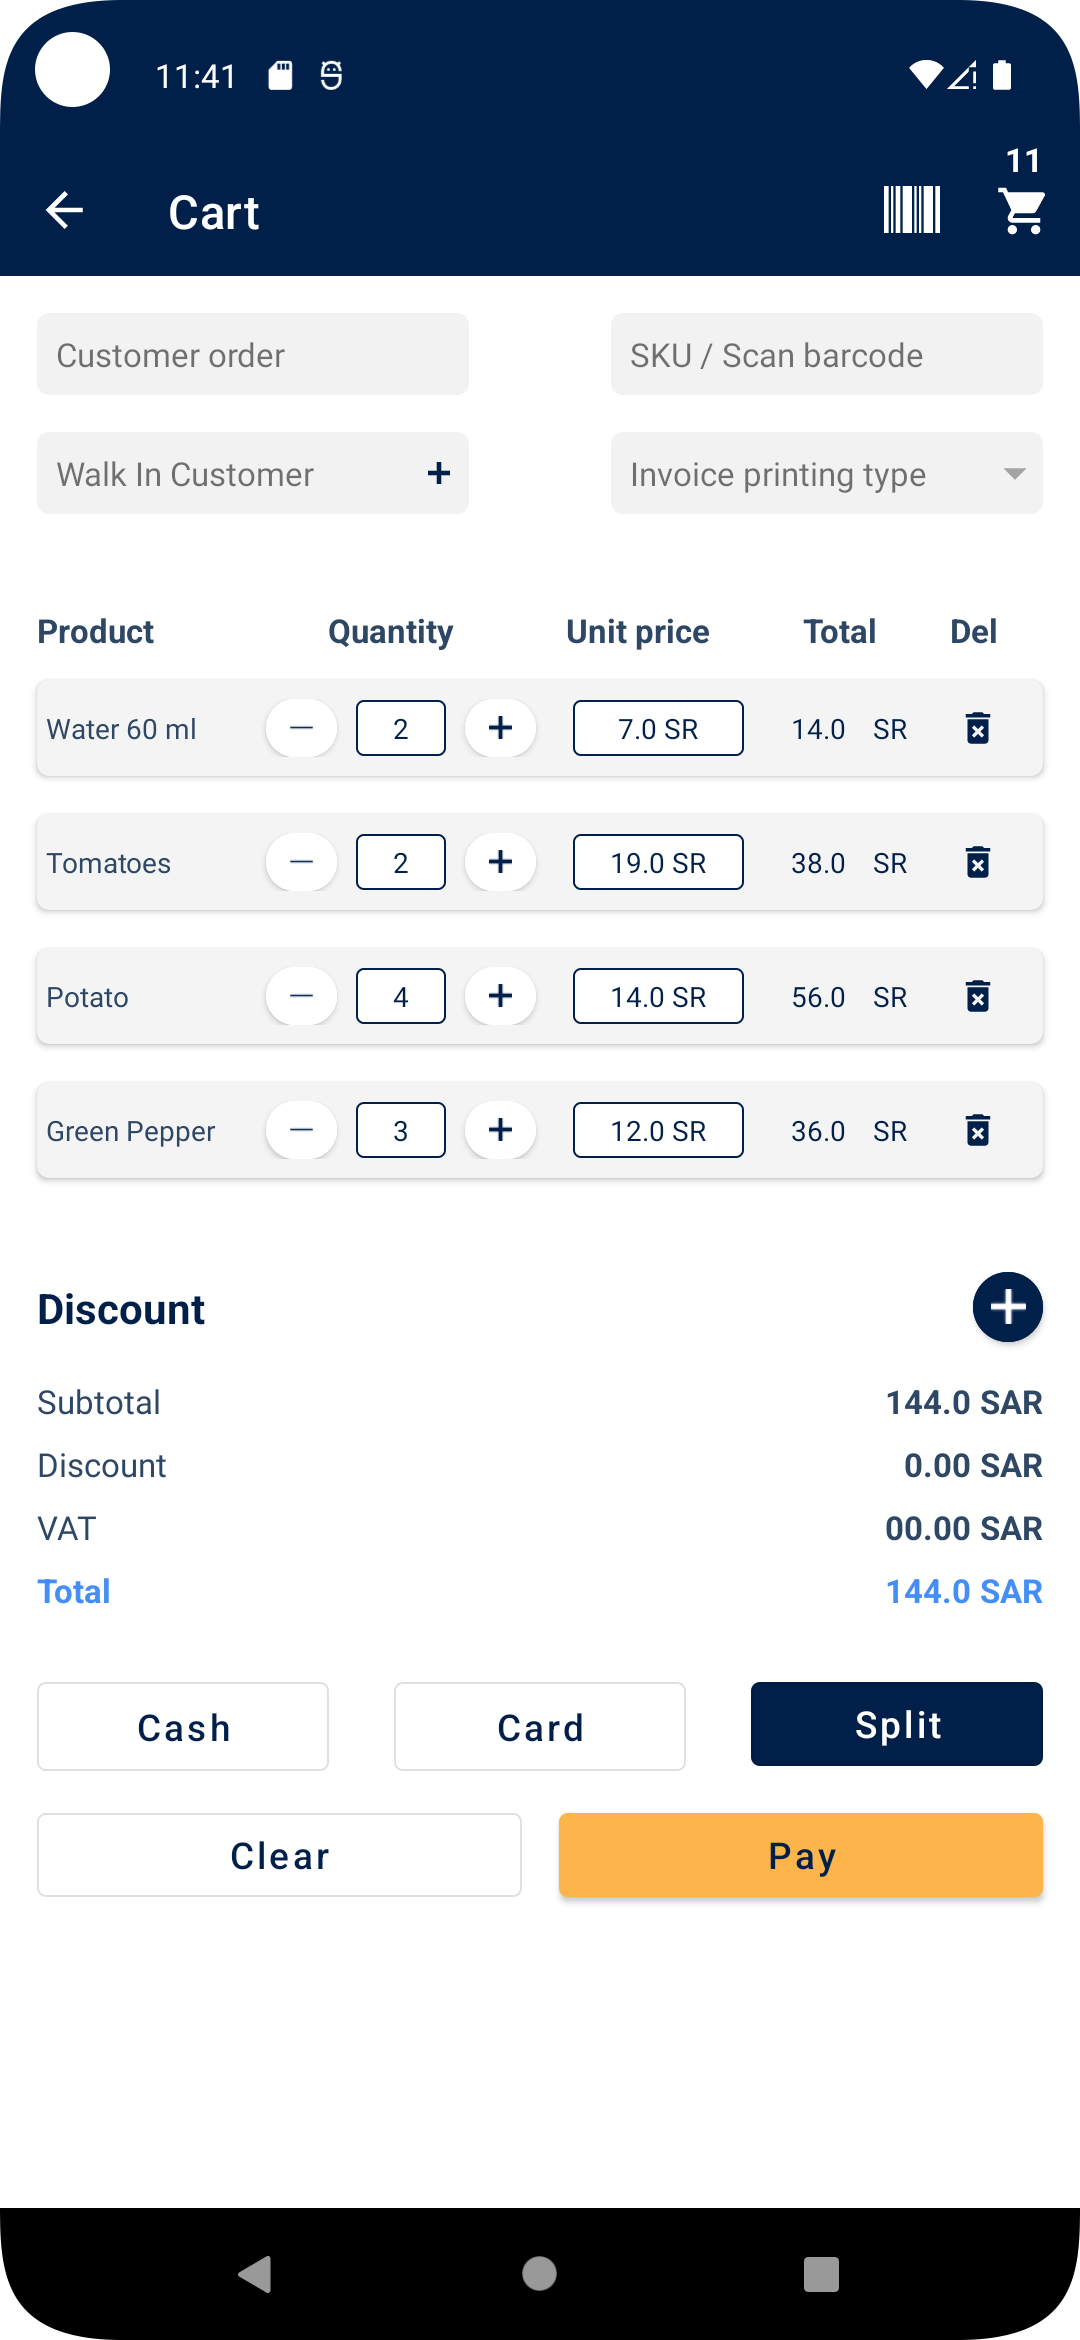 11:41
11
Cart
Customer order
SKU / Scan barcode
Walk In Customer +
Invoice printing type
Product Quantity Unit price Total Del
Water 60 ml — 2 + 7.0 SR 14.0 SR
Tomatoes — 2 + 19.0 SR 38.0 SR
Potato — 4 + 14.0 SR 56.0 SR
Green Pepper — 3 + 12.0 SR 36.0 SR
Discount +
Subtotal 144.0 SAR
Discount 0.00 SAR
VAT 00.00 SAR
Total 144.0 SAR
Cash Card Split
Clear Pay